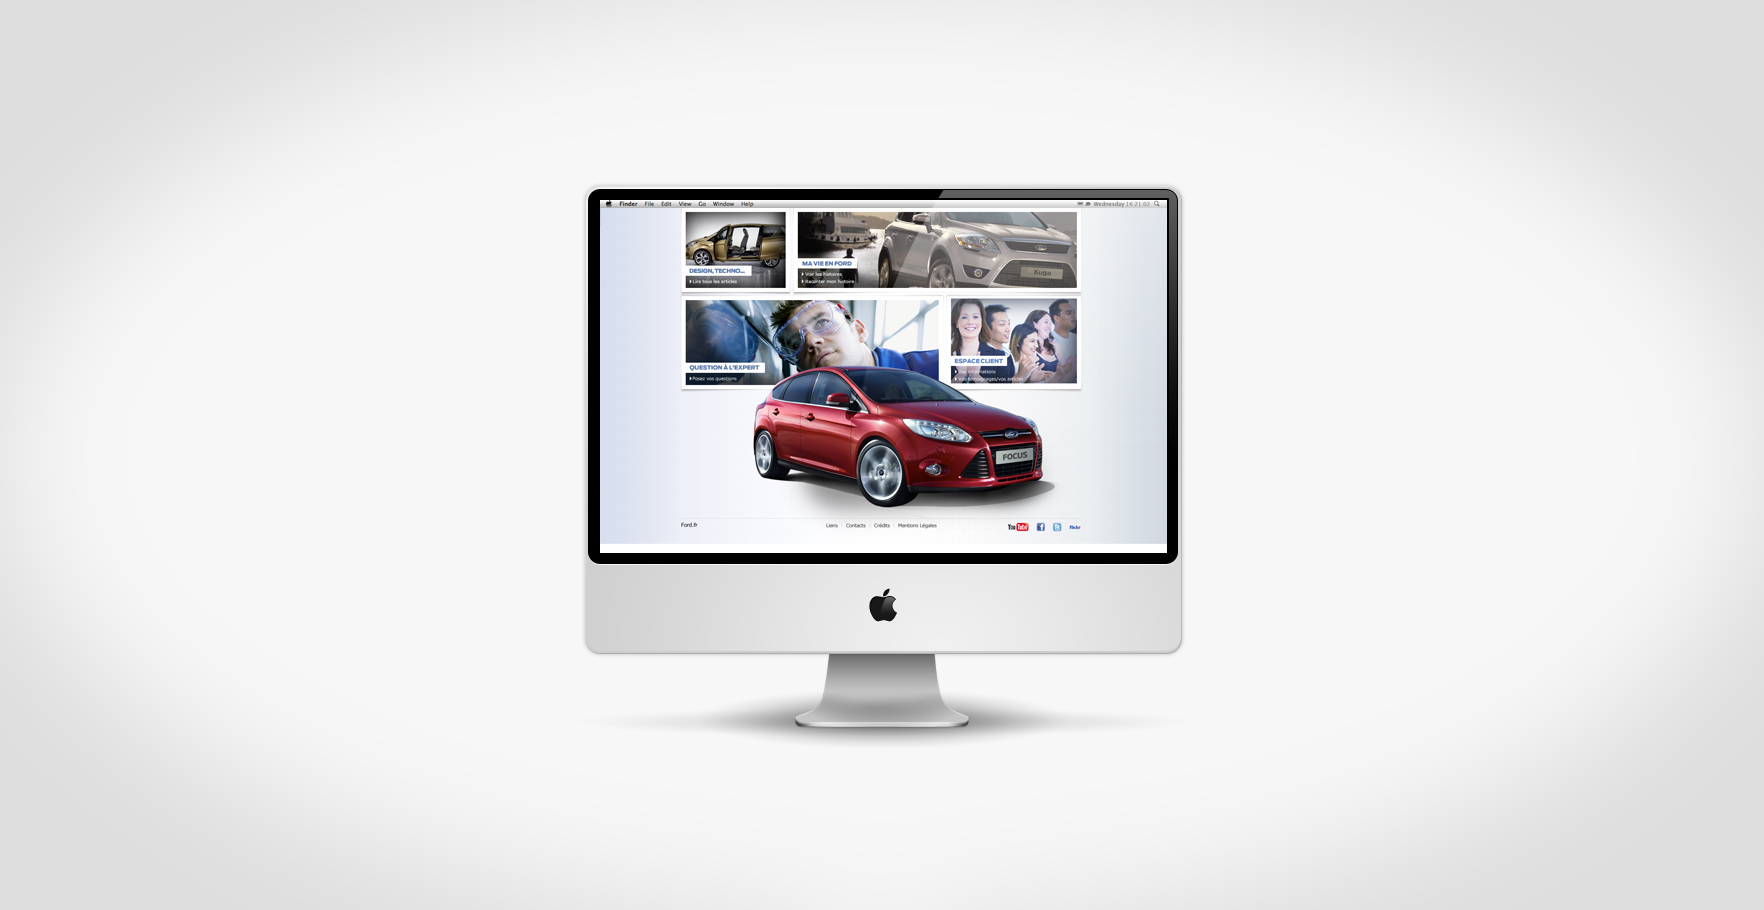 Finder File Edit View Go Window Help
Wednesday 16:21:02
DESIGN, TECHNO...
Lire tous les articles
MA VIE EN FORD
Voir les histoires
Raconter mon histoire
Kuga
QUESTION À L'EXPERT
Posez vos questions
ESPACE CLIENT
Vos informations
Vos témoignages/vos articles
FOCUS
Ford.fr
Liens
Contacts
Crédits
Mentions Légales
YouTube
flickr